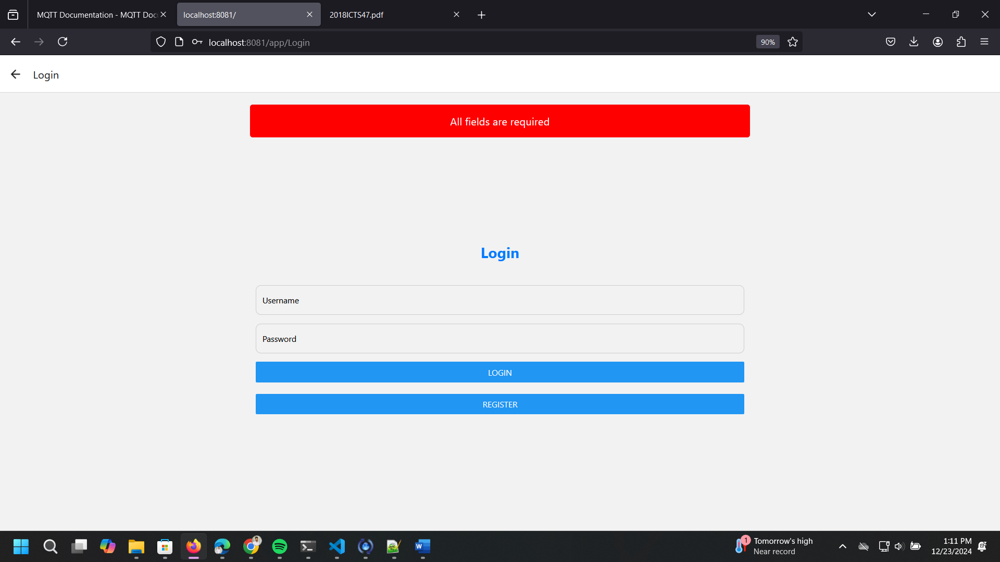 MQTT Documentation - MQTT Doc
localhost:8081/
2018ICTS47.pdf
localhost:8081/app/Login
90%
Login
All fields are required
Login
Username
Password
LOGIN
REGISTER
1
Tomorrow's high
Near record
1:11 PM
12/23/2024